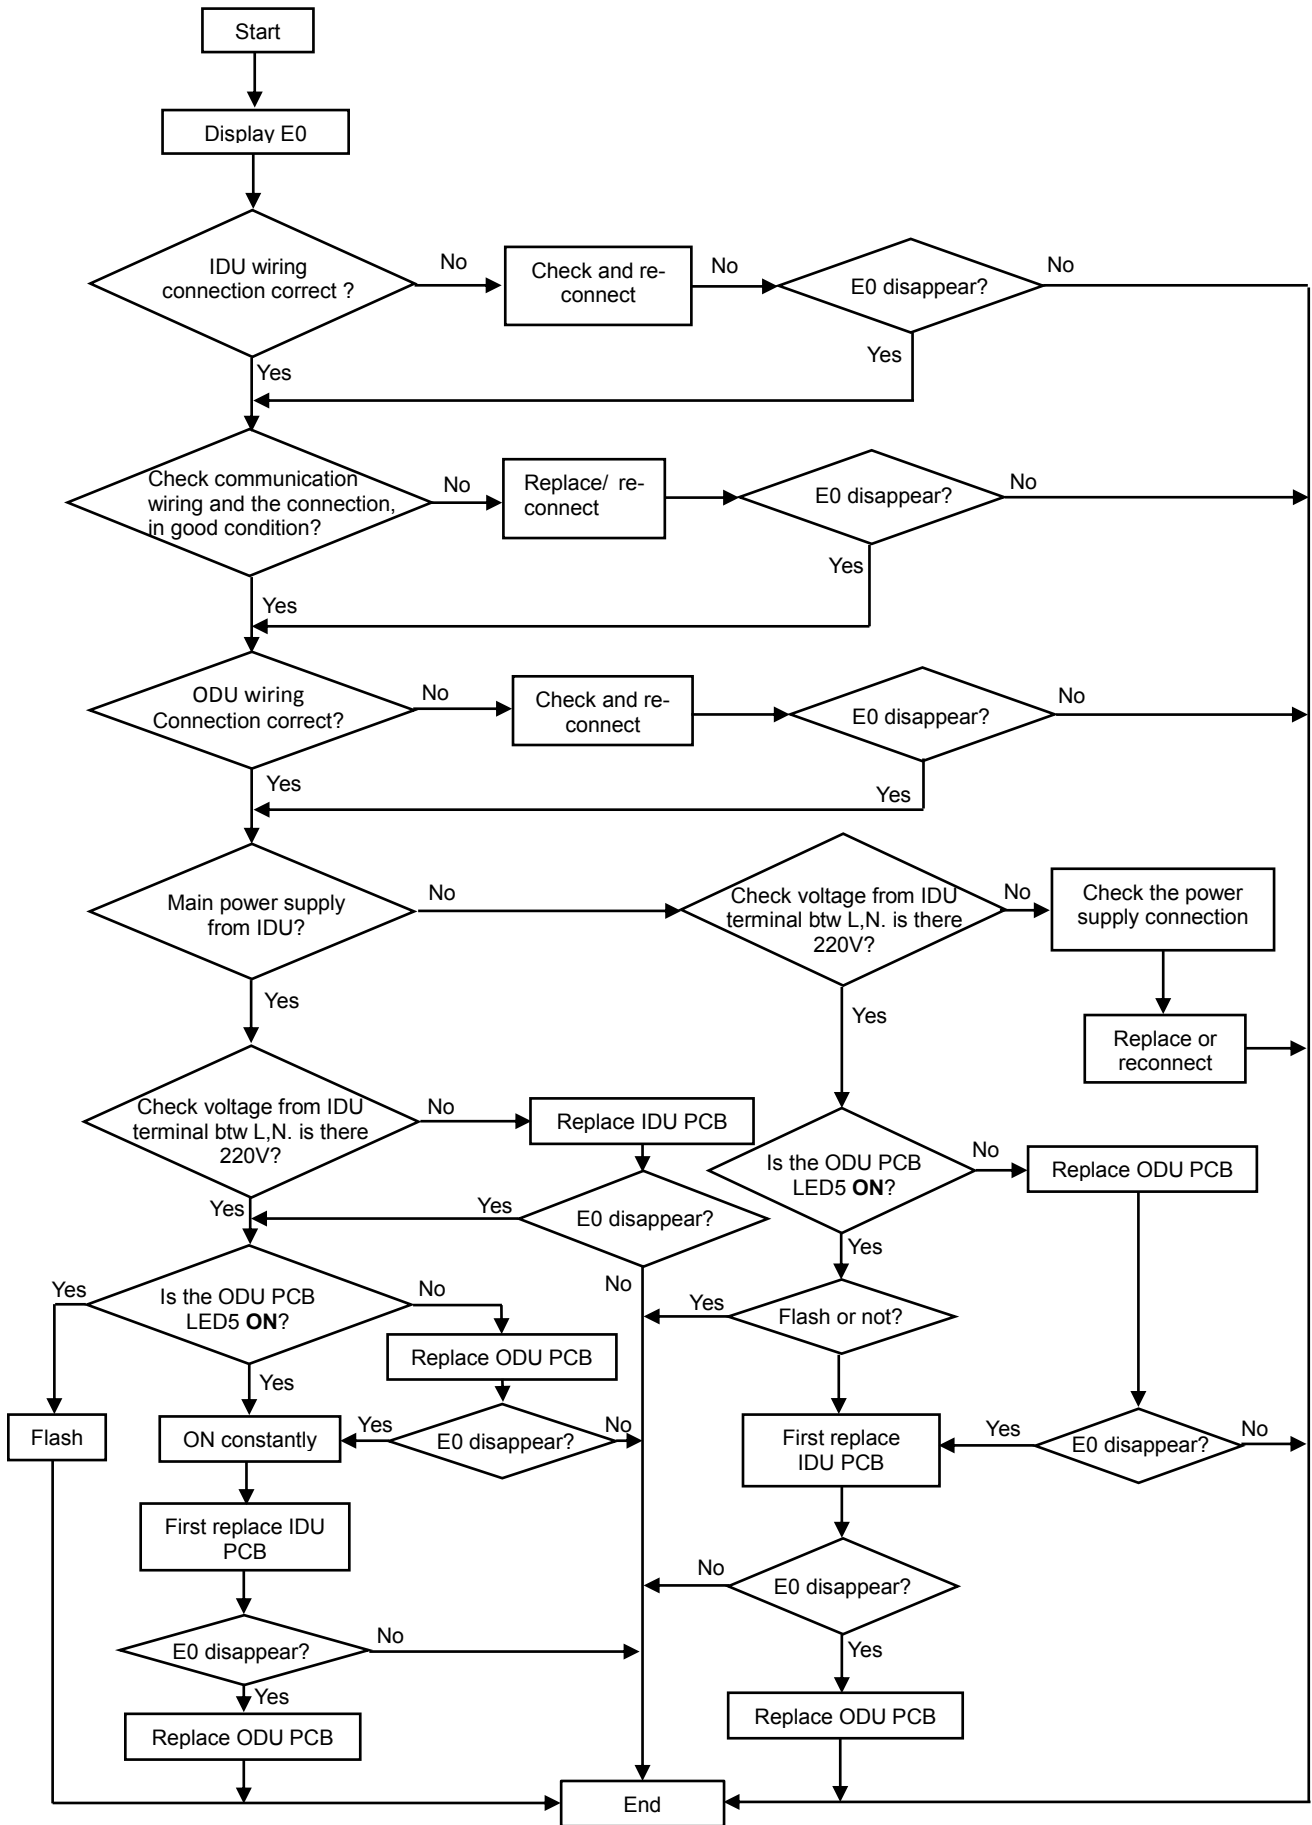 Start
Display E0
IDU wiring
connection correct ?
No
Check and re-
connect
No
E0 disappear?
No
Yes
Yes
Check communication
wiring and the connection,
in good condition?
No
Replace/ re-
connect
E0 disappear?
No
Yes
Yes
ODU wiring
Connection correct?
No
Check and re-
connect
E0 disappear?
No
Yes
Yes
Main power supply
from IDU?
No
Check voltage from IDU
terminal btw L,N. is there
220V?
No
Check the power
supply connection
Yes
Yes
Replace or
reconnect
Check voltage from IDU
terminal btw L,N. is there
220V?
No
Replace IDU PCB
Is the ODU PCB
LED5 ON?
No
Replace ODU PCB
Yes
Yes
E0 disappear?
Yes
No
Yes
Is the ODU PCB
LED5 ON?
No
Yes
Flash or not?
Replace ODU PCB
Yes
Flash
ON constantly
Yes
E0 disappear?
No
First replace
IDU PCB
Yes
E0 disappear?
No
First replace IDU
PCB
No
E0 disappear?
E0 disappear?
No
Yes
Yes
Replace ODU PCB
Replace ODU PCB
End